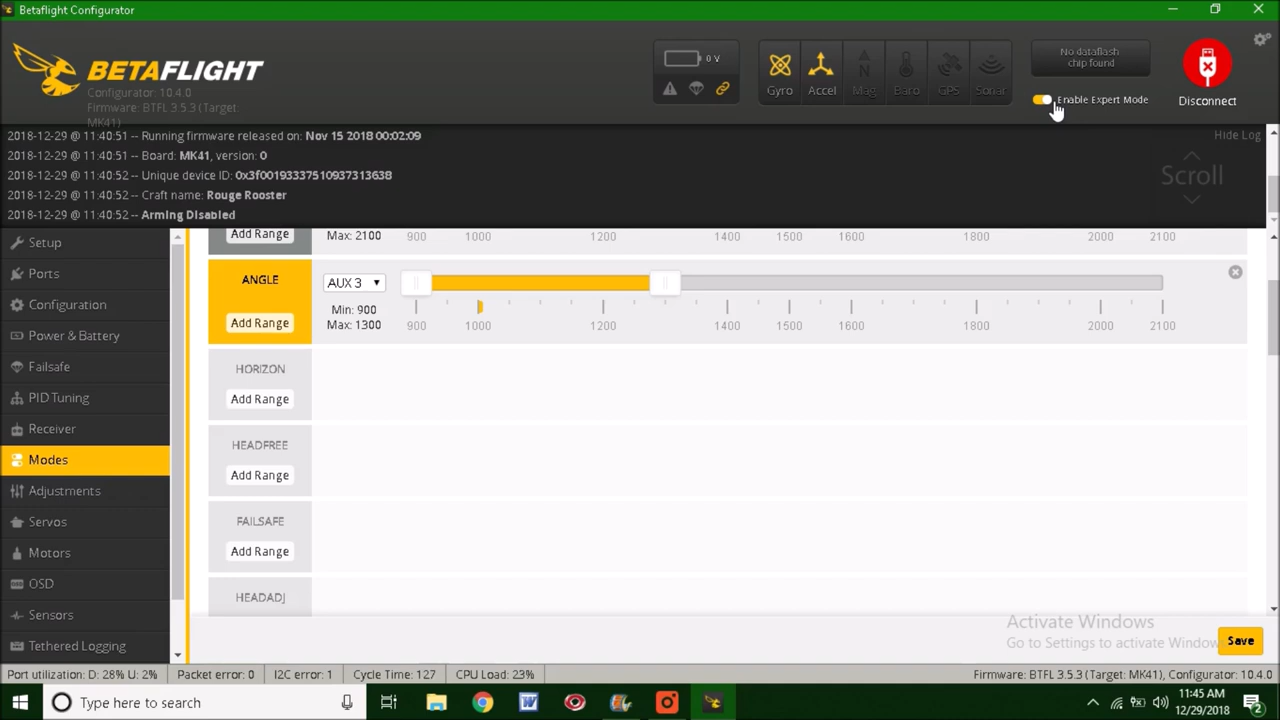 Betaflight Configurator
BETAFLIGHT
Configurator: 10.4.0
Firmware: BTFL 3.5.3 (Target:
MK41)
0 V
Gyro
Accel
Mag
Baro
GPS
Sonar
No dataflash
chip found
Enable Expert Mode
Disconnect
Hide Log
Scroll
2018-12-29 @ 11:40:51 -- Running firmware released on: Nov 15 2018 00:02:09
2018-12-29 @ 11:40:51 -- Board: MK41, version: 0
2018-12-29 @ 11:40:52 -- Unique device ID: 0x3f00193337510937313638
2018-12-29 @ 11:40:52 -- Craft name: Rouge Rooster
2018-12-29 @ 11:40:52 -- Arming Disabled
Setup
Ports
Configuration
Power & Battery
Failsafe
PID Tuning
Receiver
Modes
Adjustments
Servos
Motors
OSD
Sensors
Tethered Logging
Add Range
Max: 2100
900 1000 1200 1400 1500 1600 1800 2000 2100
ANGLE
Add Range
AUX 3
Min: 900
Max: 1300
900 1000 1200 1400 1500 1600 1800 2000 2100
HORIZON
Add Range
HEADFREE
Add Range
FAILSAFE
Add Range
HEADADJ
Activate Windows
Go to Settings to activate Window
Save
Port utilization: D: 28% U: 2% Packet error: 0 I2C error: 1 Cycle Time: 127 CPU Load: 23% Firmware: BTFL 3.5.3 (Target: MK41), Configurator: 10.4.0
Type here to search
11:45 AM
12/29/2018
2